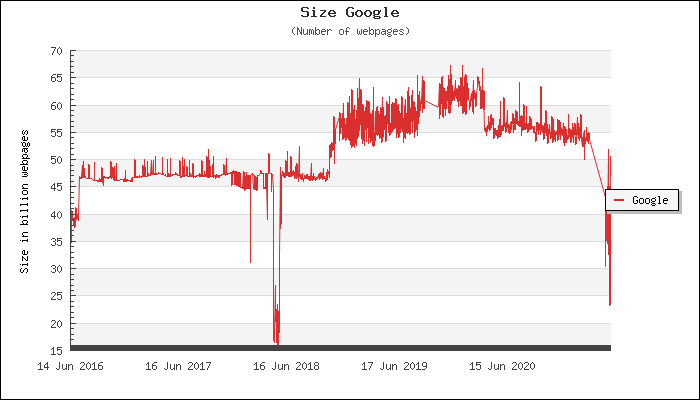 Size Google
(Number of webpages)
Size in billion webpages
70
65
60
55
50
45
40
35
30
25
20
15
14 Jun 2016
16 Jun 2017
16 Jun 2018
17 Jun 2019
15 Jun 2020
Google